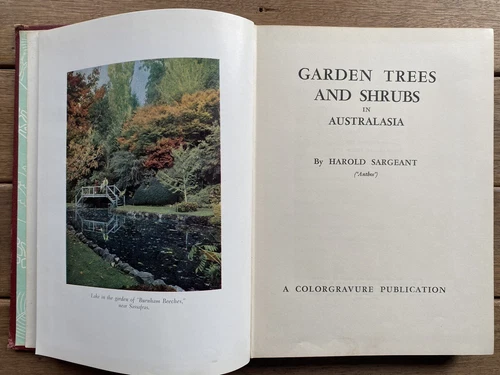 Lake in the garden of "Burnham Beeches,"
near Sassafras.
GARDEN TREES
AND SHRUBS
IN
AUSTRALASIA
By HAROLD SARGEANT
("Anther")
A COLORGRAVURE PUBLICATION